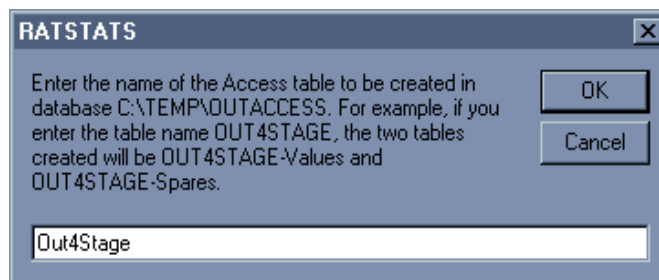 RATSTATS
Enter the name of the Access table to be created in
database C:\TEMP\OUTACCESS. For example, if you
enter the table name OUT4STAGE, the two tables
created will be OUT4STAGE-Values and
OUT4STAGE-Spares.
OK
Cancel
Out4Stage